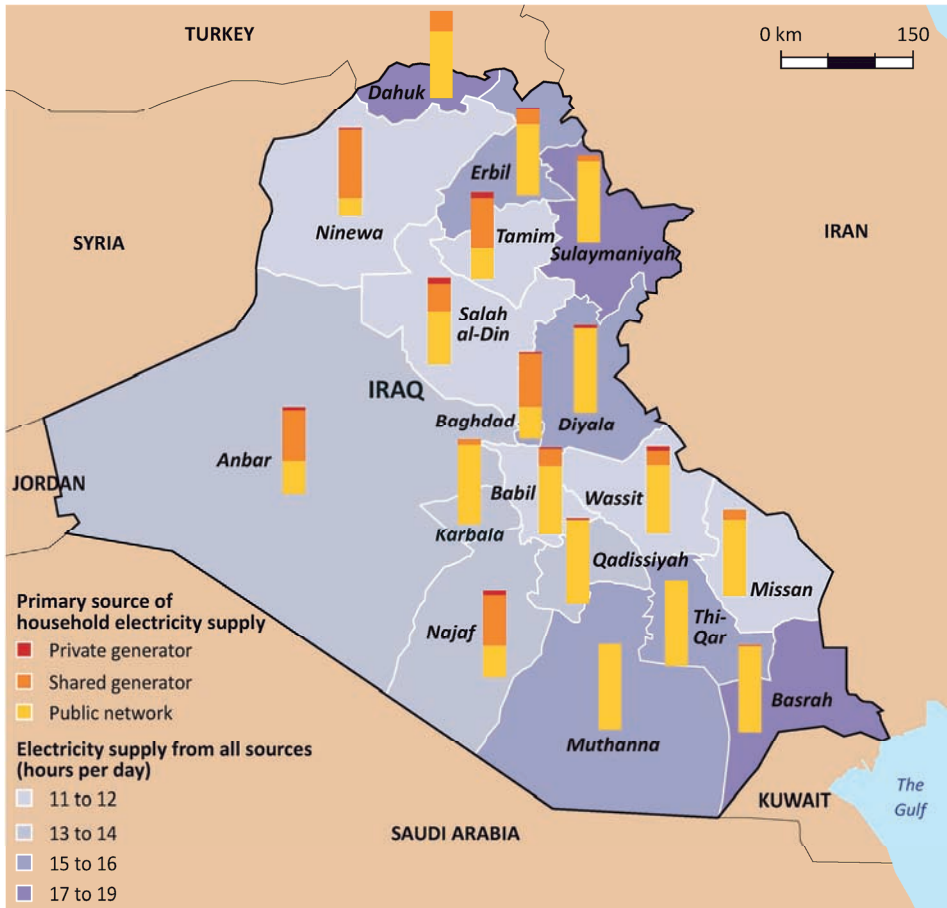 TURKEY
0 km 150
Dahuk
Erbil
SYRIA
Ninewa
Tamim
IRAN
Sulaymaniyah
Salah
al-Din
IRAQ
Baghdad
Diyala
Anbar
JORDAN
Babil
Wassit
Karbala
Qadissiyah
Missan
Primary source of
household electricity supply
Private generator
Shared generator
Public network
Najaf
Thi-
Qar
Basrah
Muthanna
Electricity supply from all sources
(hours per day)
11 to 12
13 to 14
15 to 16
17 to 19
The
Gulf
KUWAIT
SAUDI ARABIA